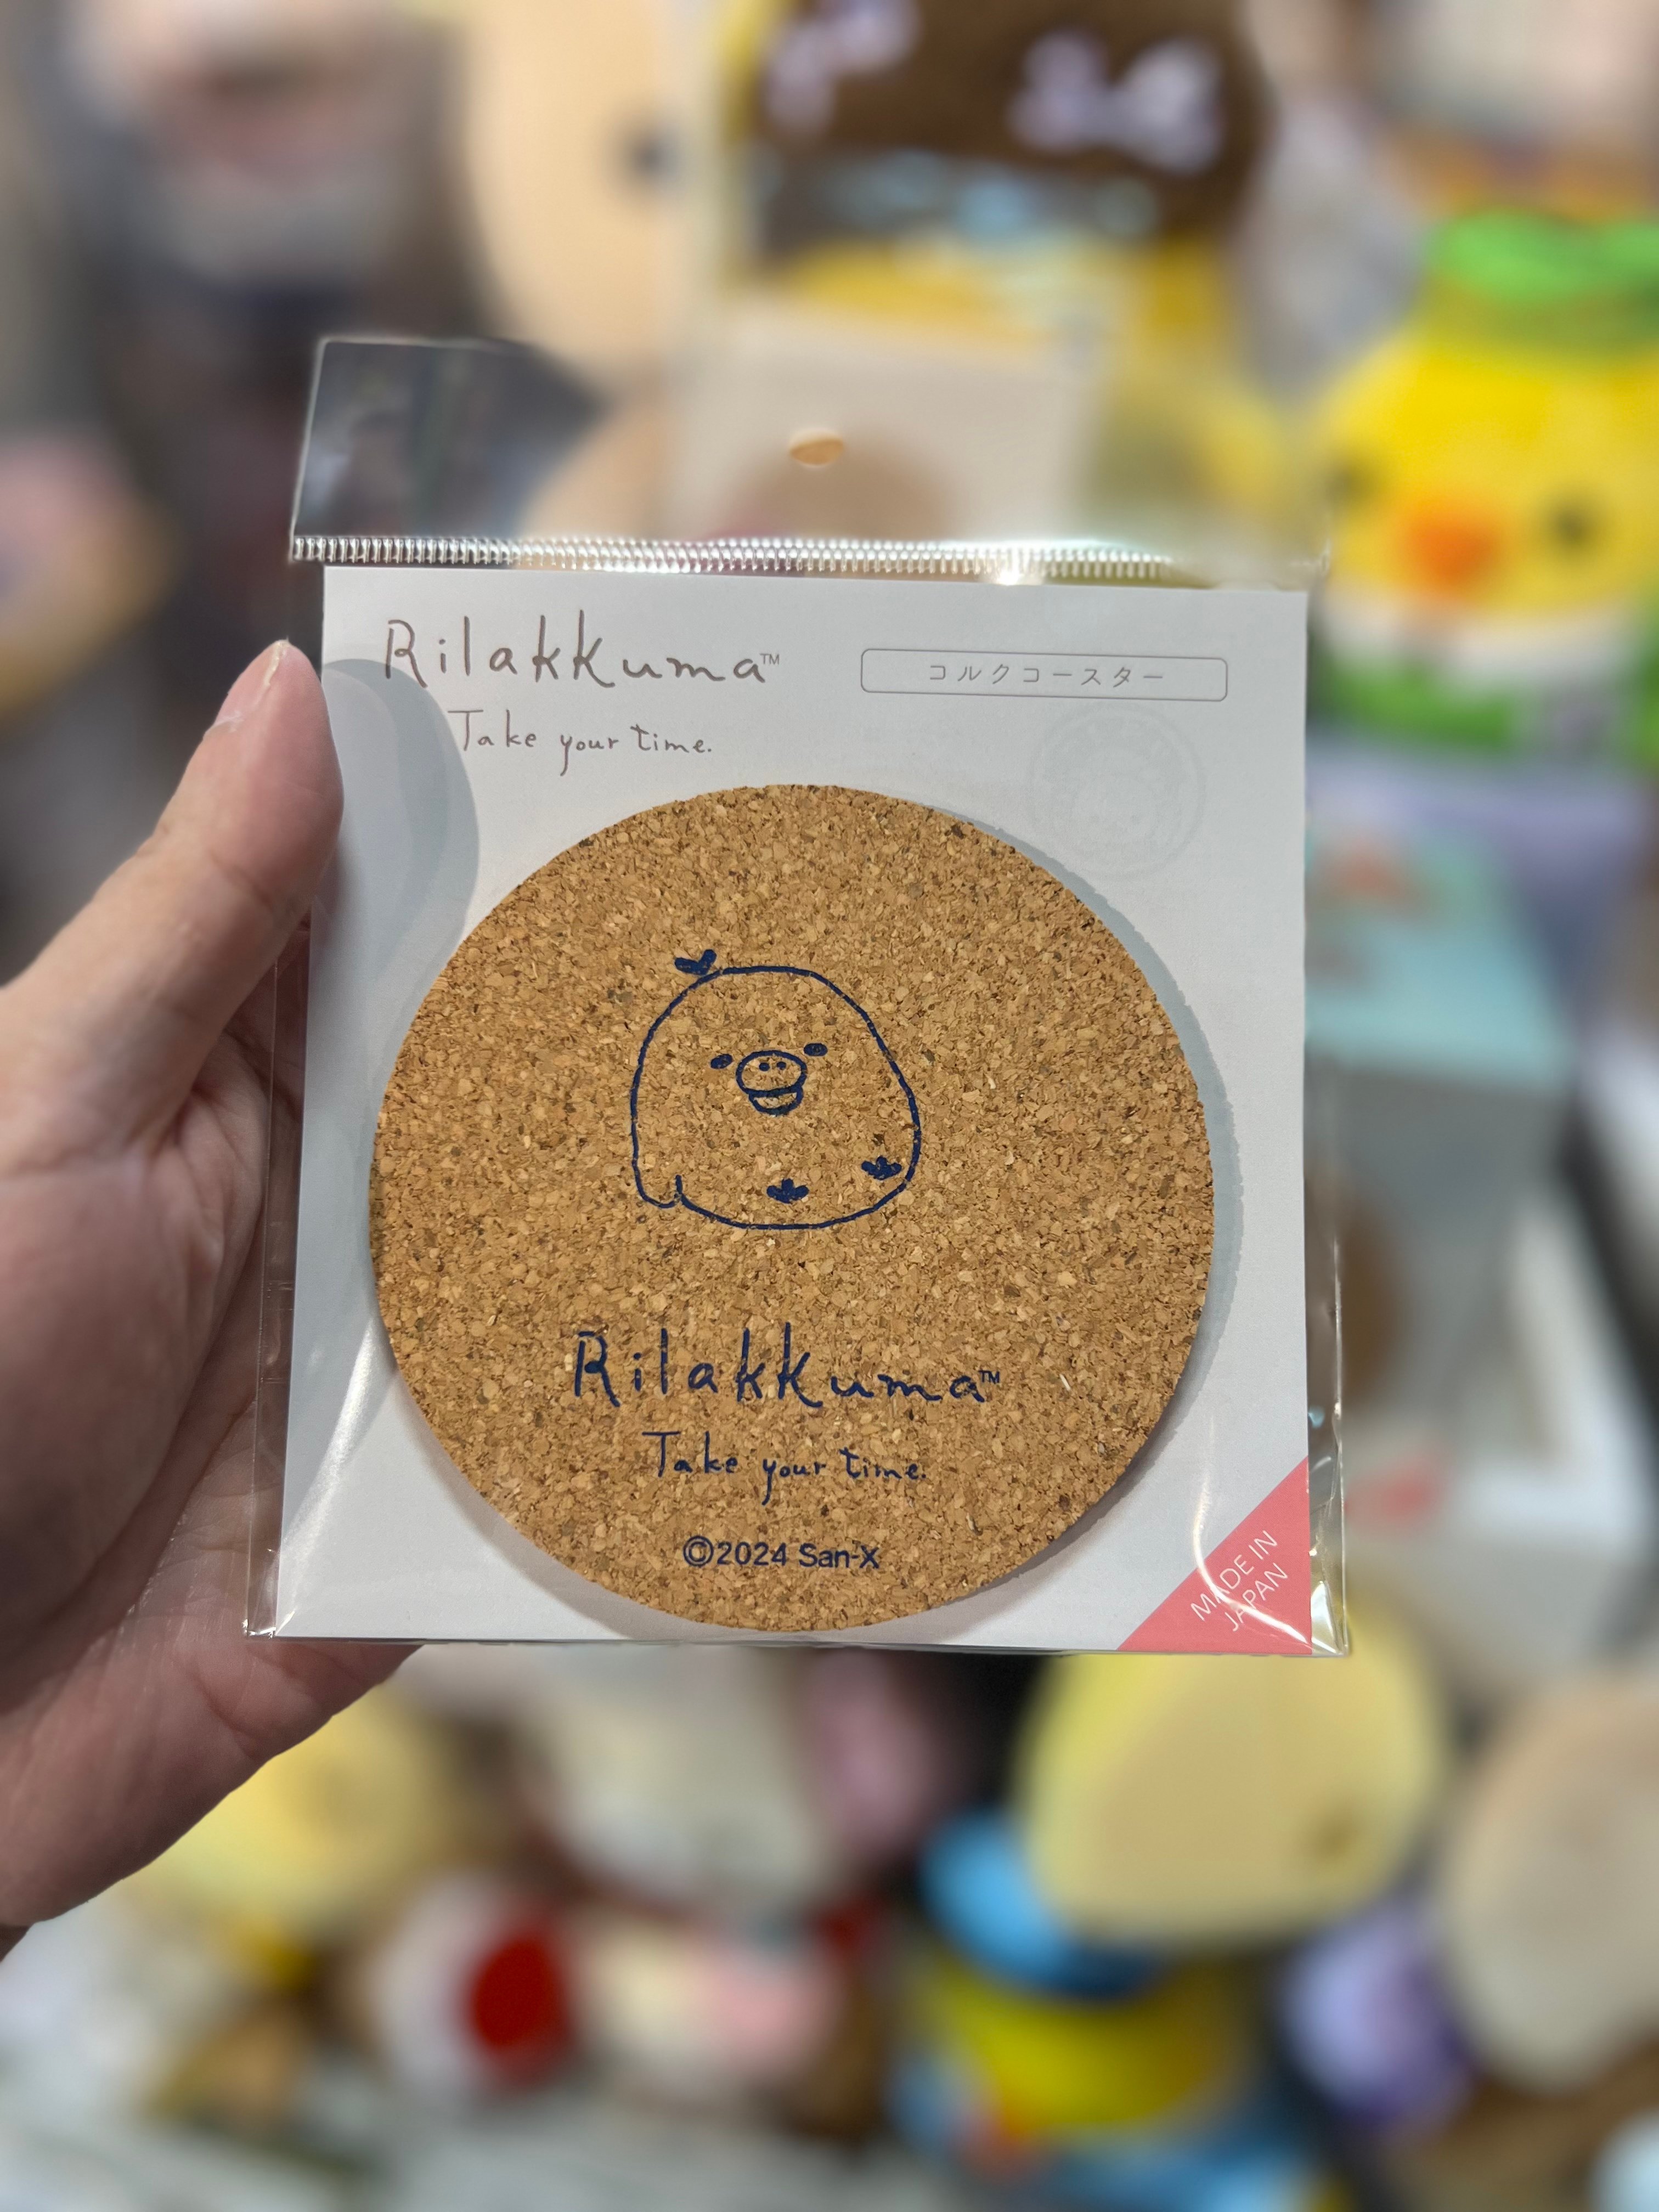 Rilakkuma™
コルクコースター
Take your time.
Rilakkuma™
Take your time.
©2024 San-X
MADE IN
JAPAN